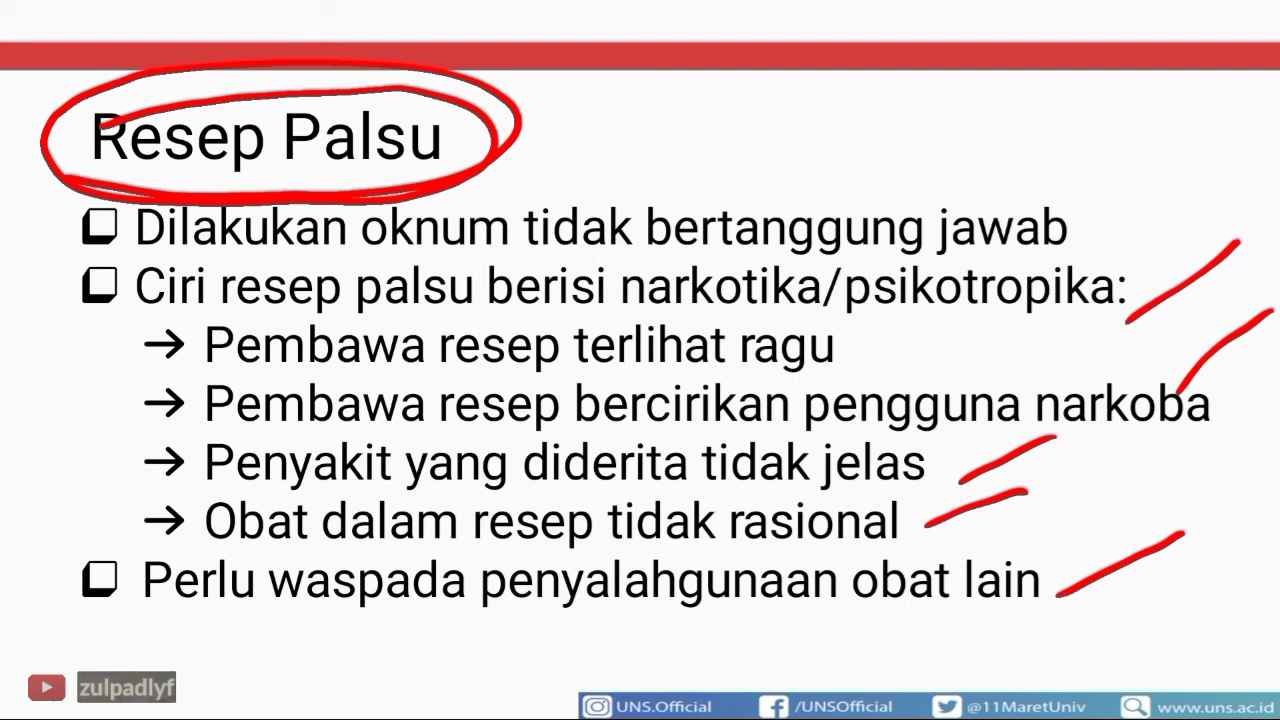 Resep Palsu
❑ Dilakukan oknum tidak bertanggung jawab
❑ Ciri resep palsu berisi narkotika/psikotropika:
→ Pembawa resep terlihat ragu
→ Pembawa resep bercirikan pengguna narkoba
→ Penyakit yang diderita tidak jelas
→ Obat dalam resep tidak rasional
❑ Perlu waspada penyalahgunaan obat lain
zulpadlyf
UNS.Official /UNSOfficial @11MaretUniv www.uns.ac.id